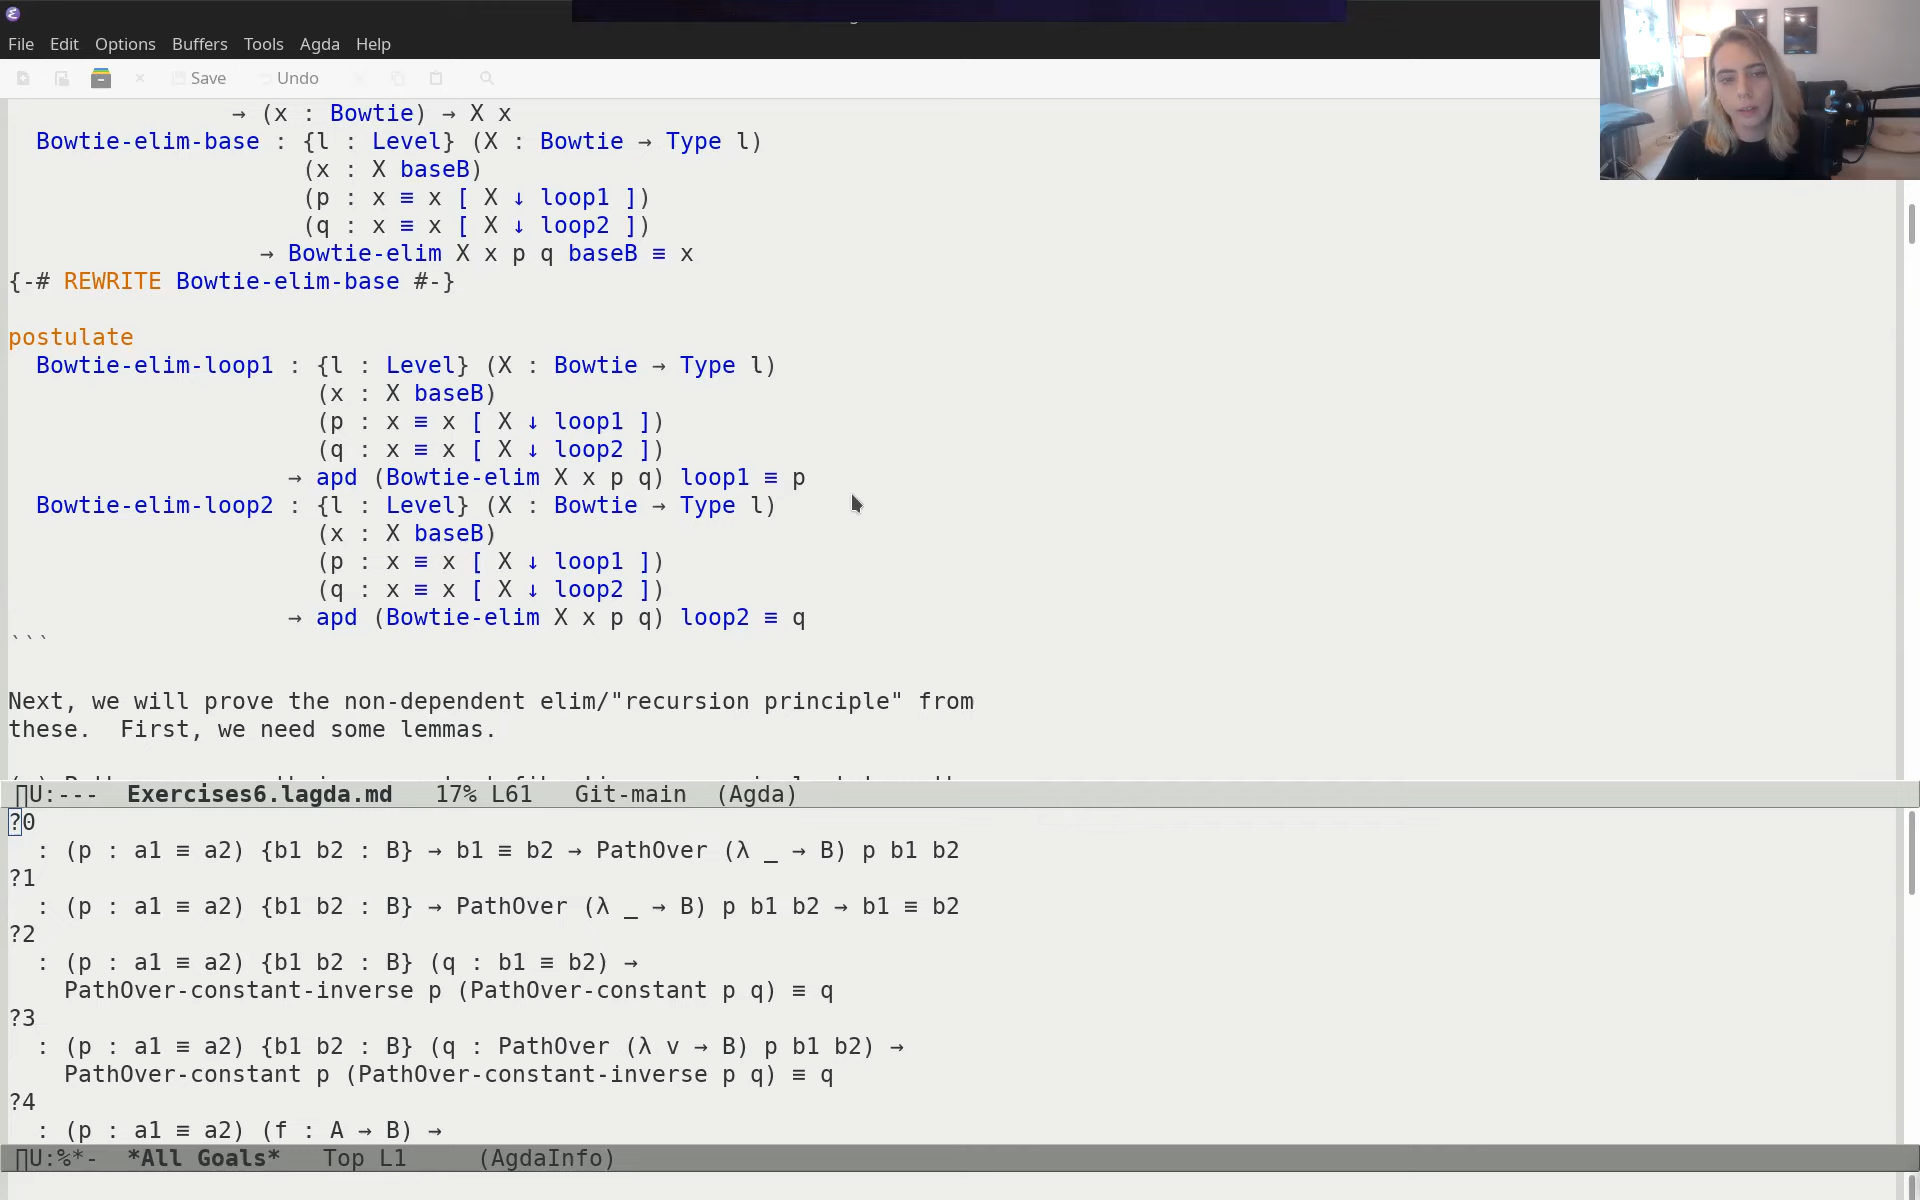 File Edit Options Buffers Tools Agda Help
Save Undo
→ (x : Bowtie) → X x
Bowtie-elim-base : {l : Level} (X : Bowtie → Type l)
(x : X baseB)
(p : x ≡ x [ X ↓ loop1 ])
(q : x ≡ x [ X ↓ loop2 ])
→ Bowtie-elim X x p q baseB ≡ x
{-# REWRITE Bowtie-elim-base #-}
postulate
Bowtie-elim-loop1 : {l : Level} (X : Bowtie → Type l)
(x : X baseB)
(p : x ≡ x [ X ↓ loop1 ])
(q : x ≡ x [ X ↓ loop2 ])
→ apd (Bowtie-elim X x p q) loop1 ≡ p
Bowtie-elim-loop2 : {l : Level} (X : Bowtie → Type l)
(x : X baseB)
(p : x ≡ x [ X ↓ loop1 ])
(q : x ≡ x [ X ↓ loop2 ])
→ apd (Bowtie-elim X x p q) loop2 ≡ q
```
Next, we will prove the non-dependent elim/"recursion principle" from
these.  First, we need some lemmas.
U:--- Exercises6.lagda.md 17% L61 Git-main (Agda)
?0
: (p : a1 ≡ a2) {b1 b2 : B} → b1 ≡ b2 → PathOver (λ _ → B) p b1 b2
?1
: (p : a1 ≡ a2) {b1 b2 : B} → PathOver (λ _ → B) p b1 b2 → b1 ≡ b2
?2
: (p : a1 ≡ a2) {b1 b2 : B} (q : b1 ≡ b2) →
PathOver-constant-inverse p (PathOver-constant p q) ≡ q
?3
: (p : a1 ≡ a2) {b1 b2 : B} (q : PathOver (λ v → B) p b1 b2) →
PathOver-constant p (PathOver-constant-inverse p q) ≡ q
?4
: (p : a1 ≡ a2) (f : A → B) →
U:%*- *All Goals* Top L1 (AgdaInfo)